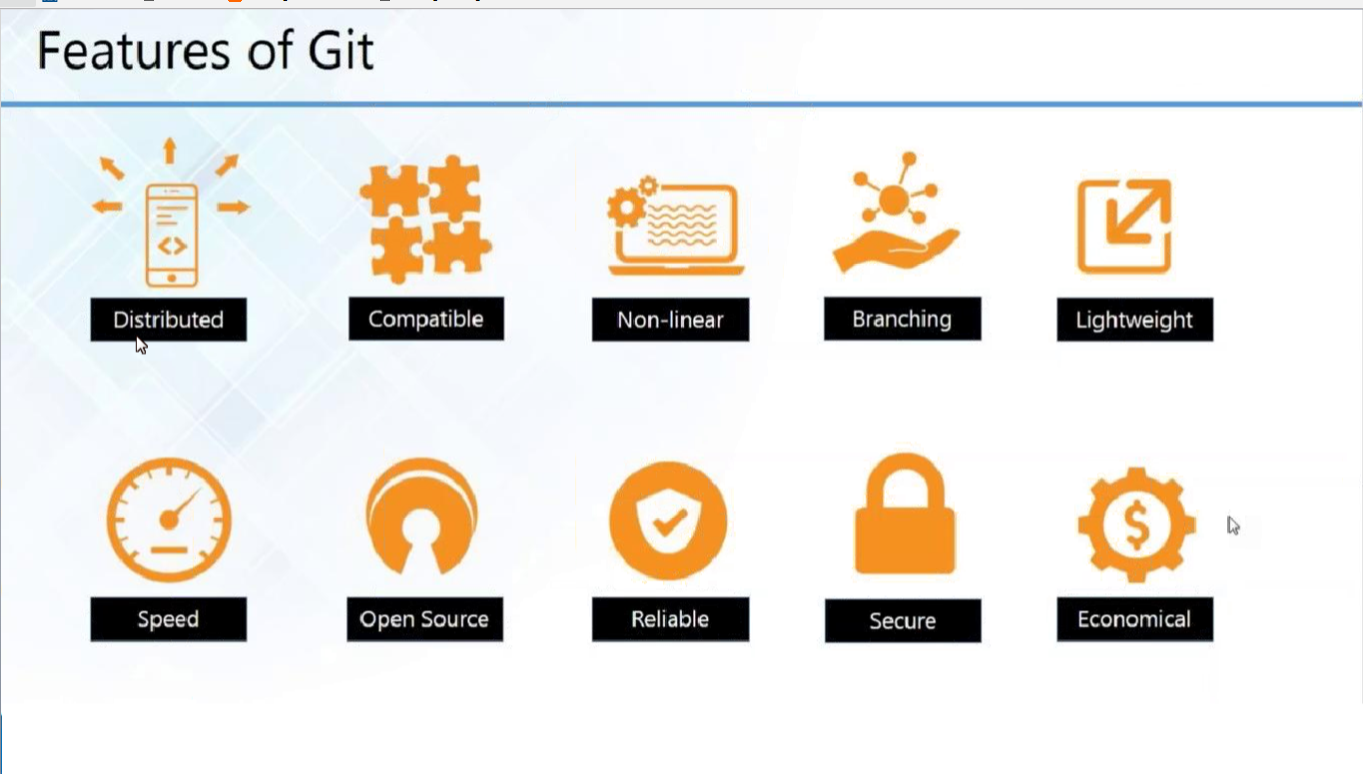 Features of Git
Distributed
Compatible
Non-linear
Branching
Lightweight
Speed
Open Source
Reliable
Secure
Economical